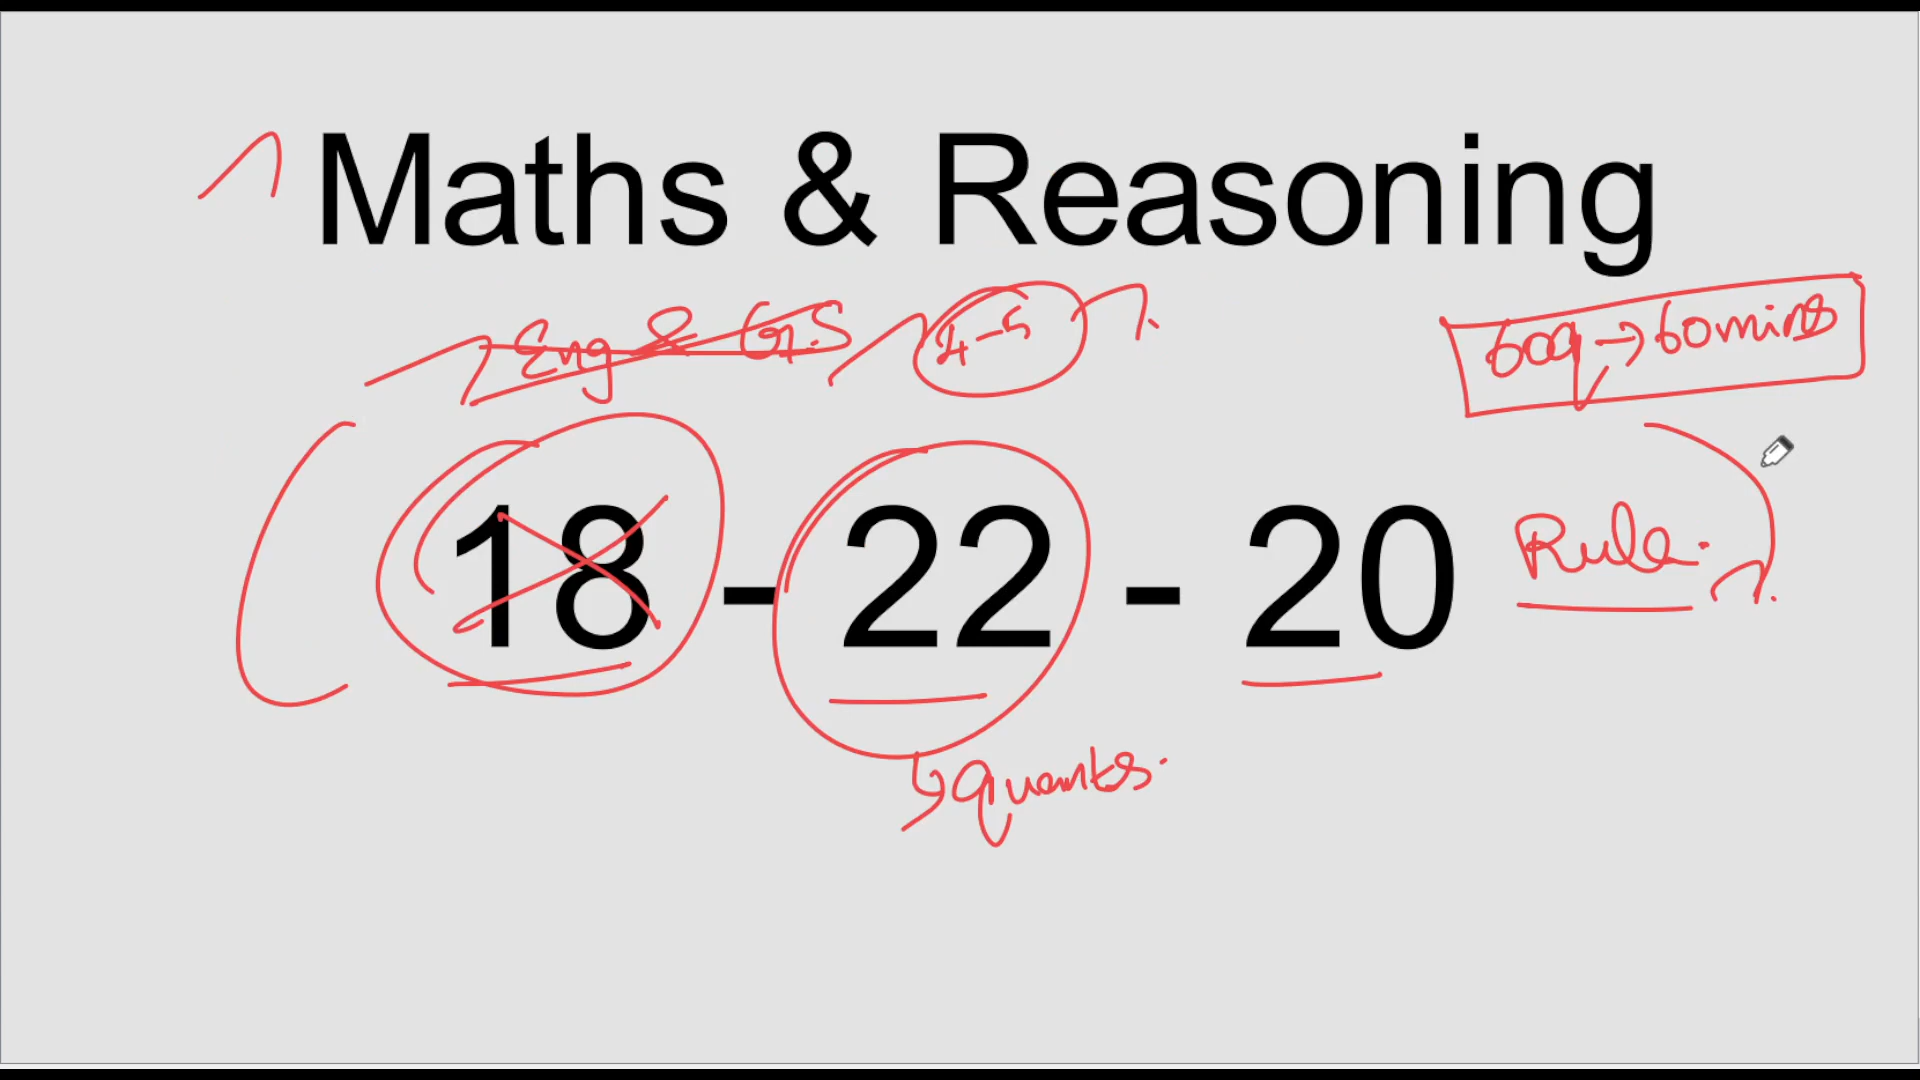 Maths & Reasoning
Eng & G.S 4-5
60q → 60mins
18 - 22 - 20 Rule.
Quants.